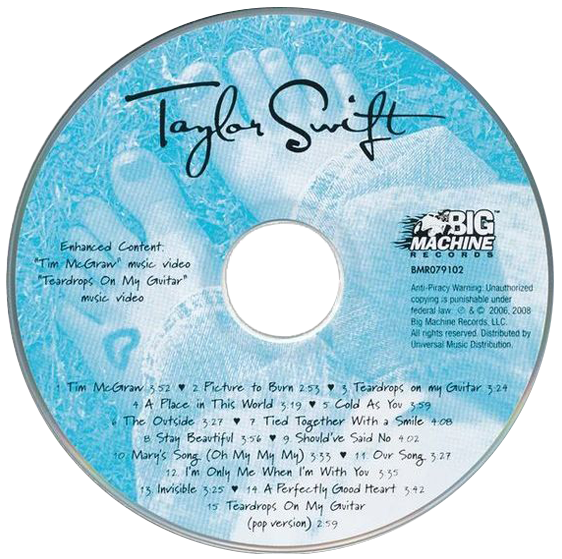 Taylor Swift
Enhanced Content:
"Tim McGraw" music video
"Teardrops On My Guitar"
music video
BIG
MACHINE
RECORDS
BMR079102
Anti-Piracy Warning: Unauthorized
copying is punishable under
federal law. ℗ & © 2006, 2008
Big Machine Records, LLC.
All rights reserved. Distributed by
Universal Music Distribution.
1 Tim McGraw 3:52 ♥ 2 Picture to Burn 2:53 ♥ 3. Teardrops on my Guitar 3:24
4 A Place in This World 3:19 ♥ 5 Cold As You 3:59
6 The Outside 3:27 ♥ 7 Tied Together With a Smile 4:08
8 Stay Beautiful 3:56 ♥ 9. Should've Said No 4:02
10 Mary's Song (Oh My My My) 3:33 ♥ 11. Our Song 3:27
12. I'm Only Me When I'm With You 3:35
13. Invisible 3:25 ♥ 14 A Perfectly Good Heart 3:42
15 Teardrops On My Guitar
(pop version) 2:59